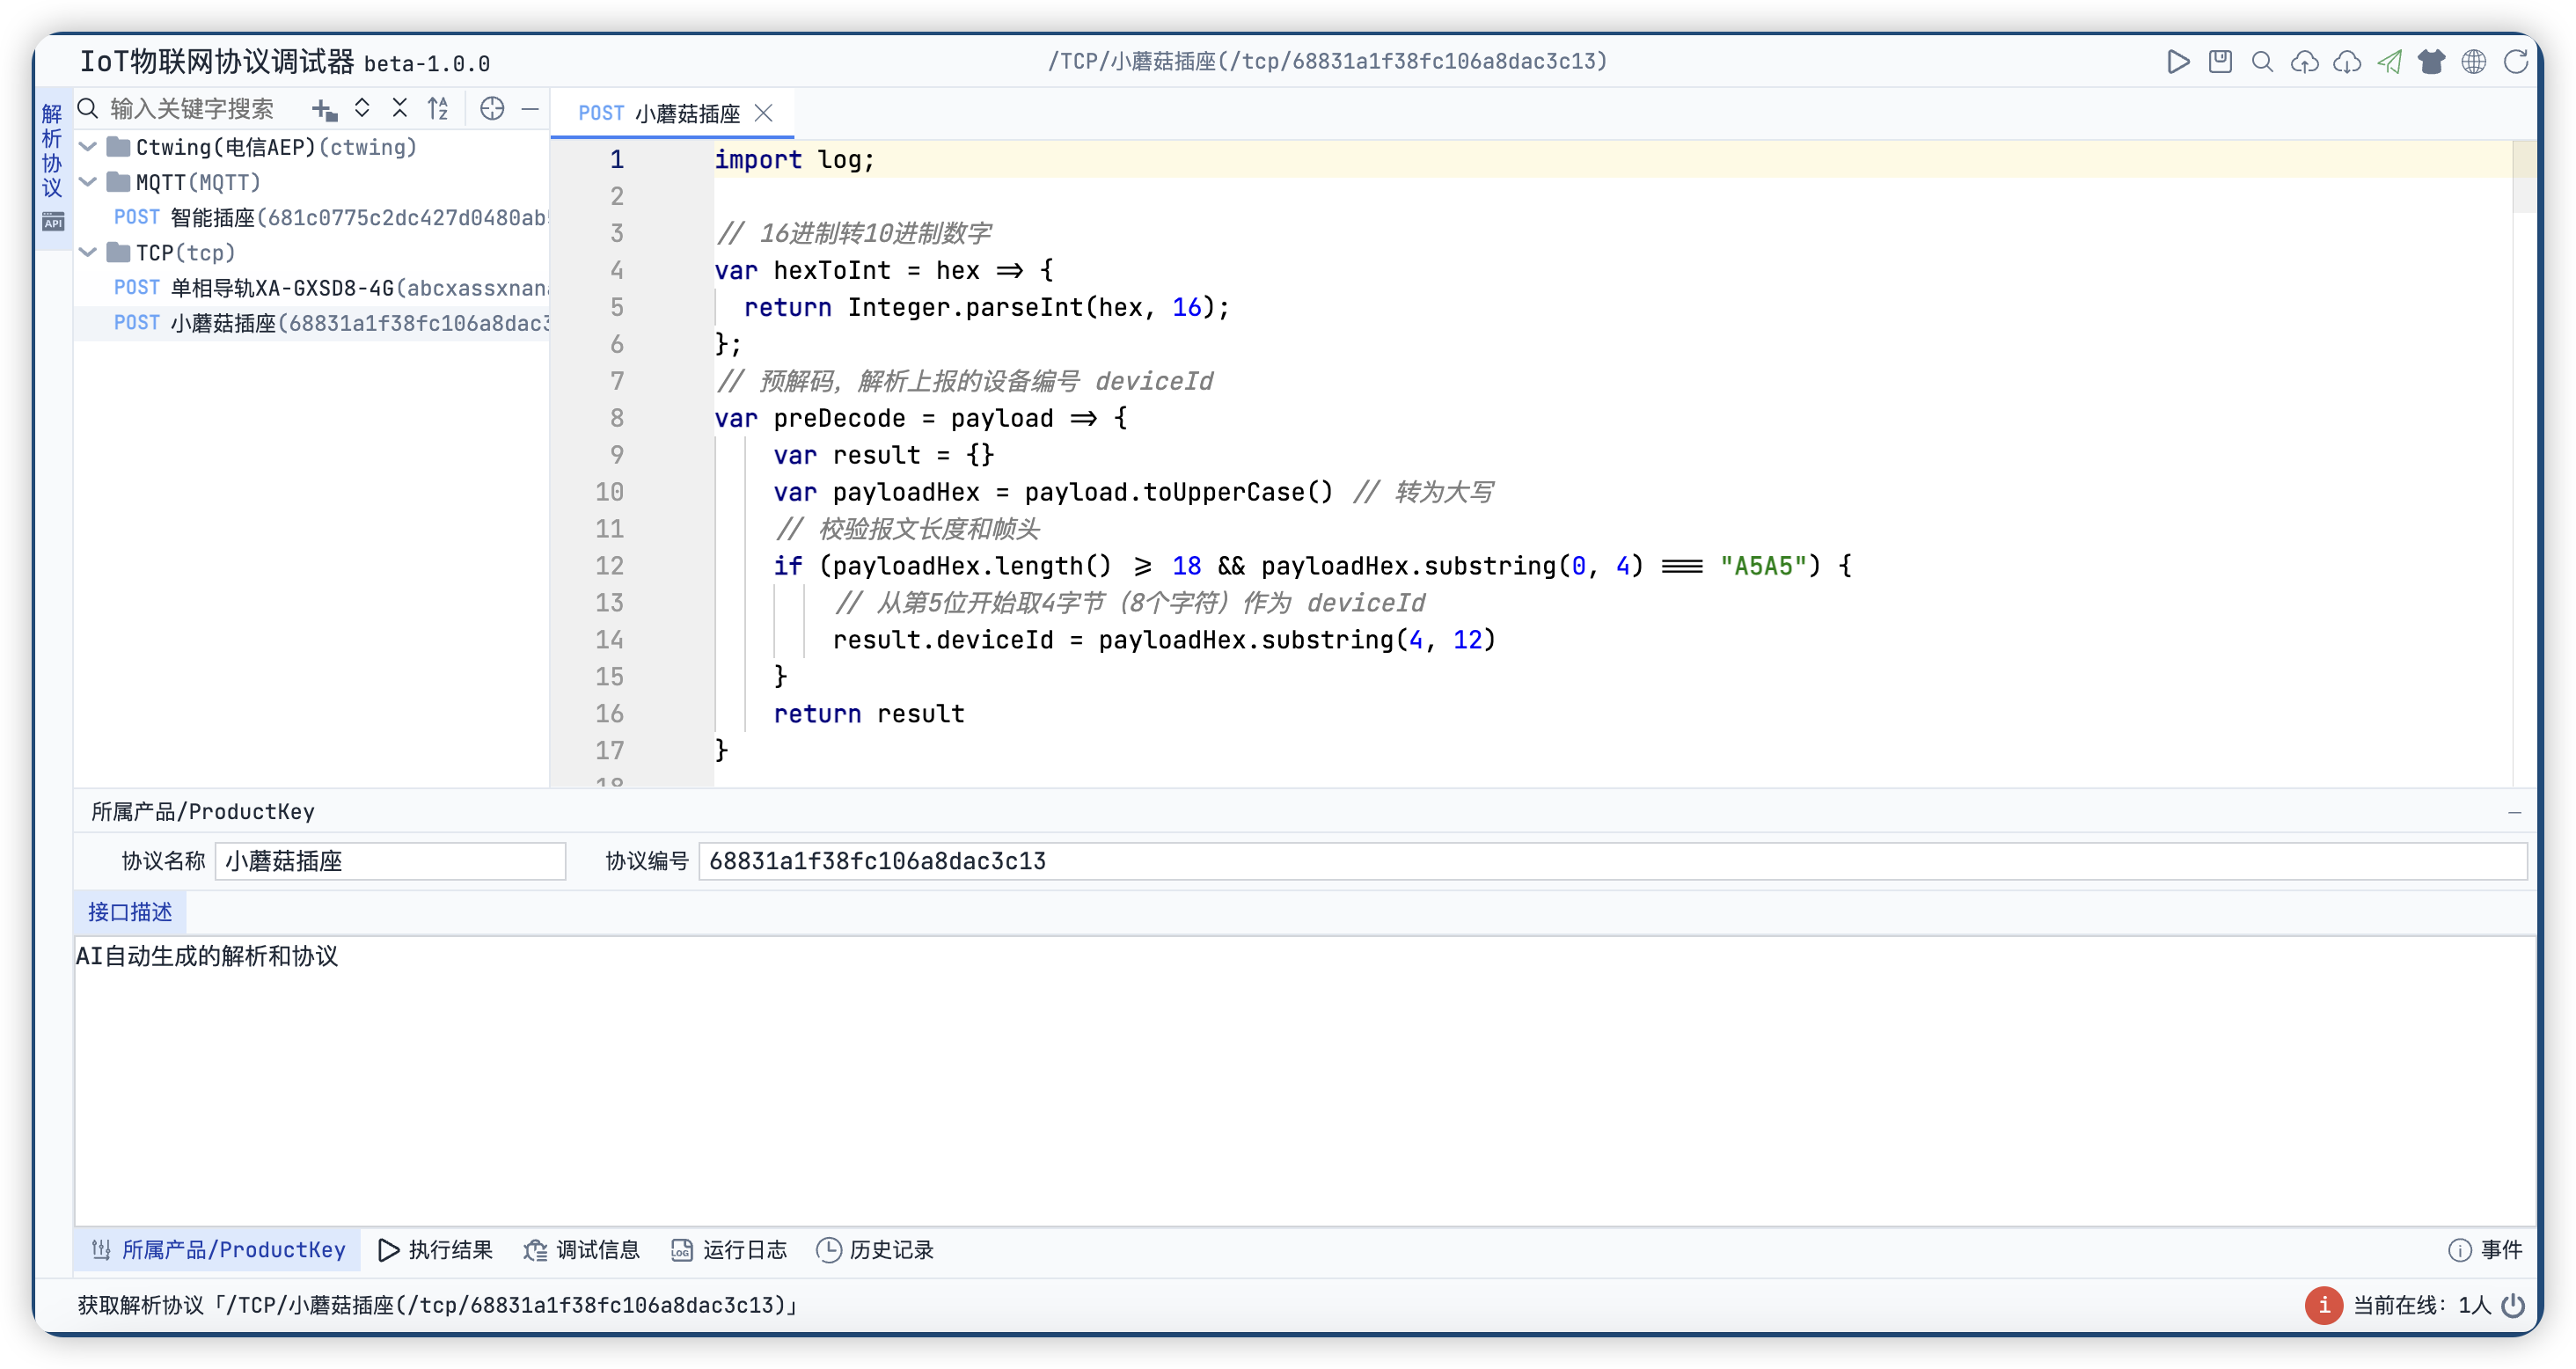 IoT物联网协议调试器 beta-1.0.0
/TCP/小蘑菇插座(/tcp/68831a1f38fc106a8dac3c13)
解析协议
API
输入关键字搜索
Ctwing(电信AEP)(ctwing)
MQTT(MQTT)
POST 智能插座(681c0775c2dc427d0480ab
TCP(tcp)
POST 单相导轨XA-GXSD8-4G(abcxassxnan
POST 小蘑菇插座(68831a1f38fc106a8dac3
POST 小蘑菇插座
1 import log;
2
3 // 16进制转10进制数字
4 var hexToInt = hex => {
5 return Integer.parseInt(hex, 16);
6 };
7 // 预解码，解析上报的设备编号 deviceId
8 var preDecode = payload => {
9 var result = {}
10 var payloadHex = payload.toUpperCase() // 转为大写
11 // 校验报文长度和帧头
12 if (payloadHex.length() >= 18 && payloadHex.substring(0, 4) === "A5A5") {
13 // 从第5位开始取4字节（8个字符）作为 deviceId
14 result.deviceId = payloadHex.substring(4, 12)
15 }
16 return result
17 }
18
所属产品/ProductKey
协议名称 小蘑菇插座 协议编号 68831a1f38fc106a8dac3c13
接口描述
AI自动生成的解析和协议
所属产品/ProductKey 执行结果 调试信息 LOG 运行日志 历史记录 事件
获取解析协议「/TCP/小蘑菇插座(/tcp/68831a1f38fc106a8dac3c13)」 当前在线：1人